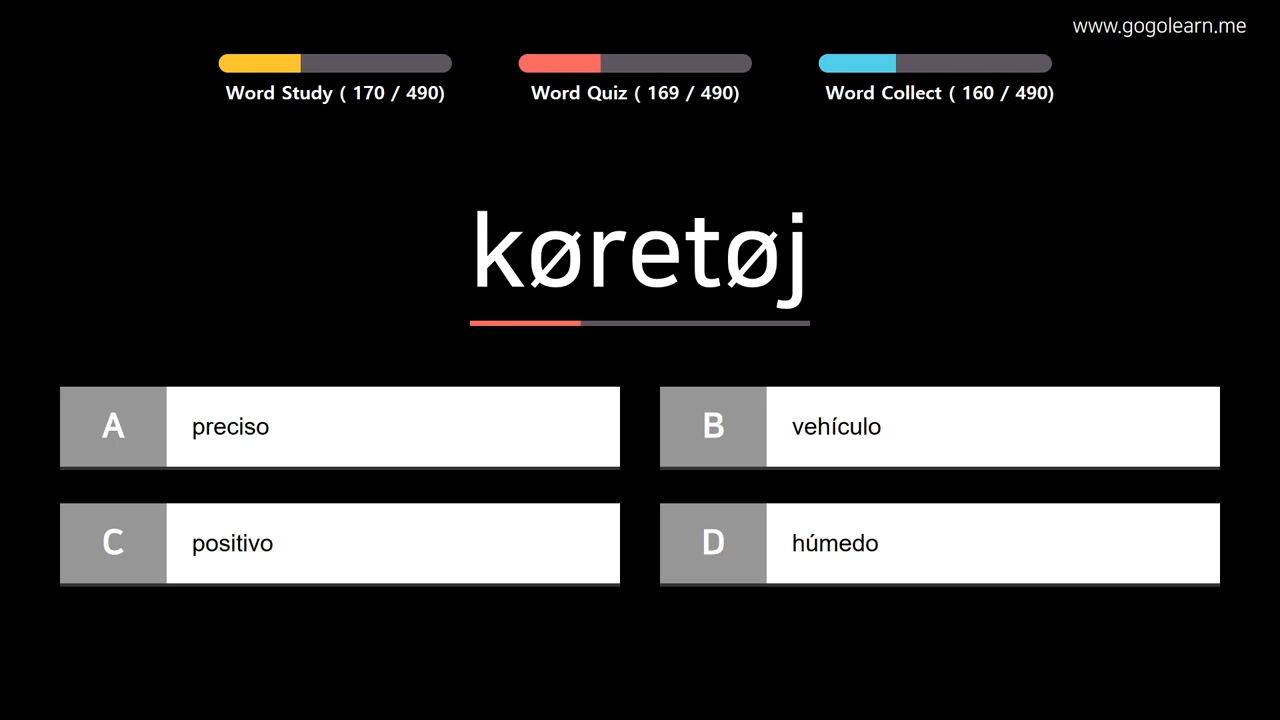 www.gogolearn.me
Word Study ( 170 / 490)
Word Quiz ( 169 / 490)
Word Collect ( 160 / 490)
køretøj
A preciso
B vehículo
C positivo
D húmedo